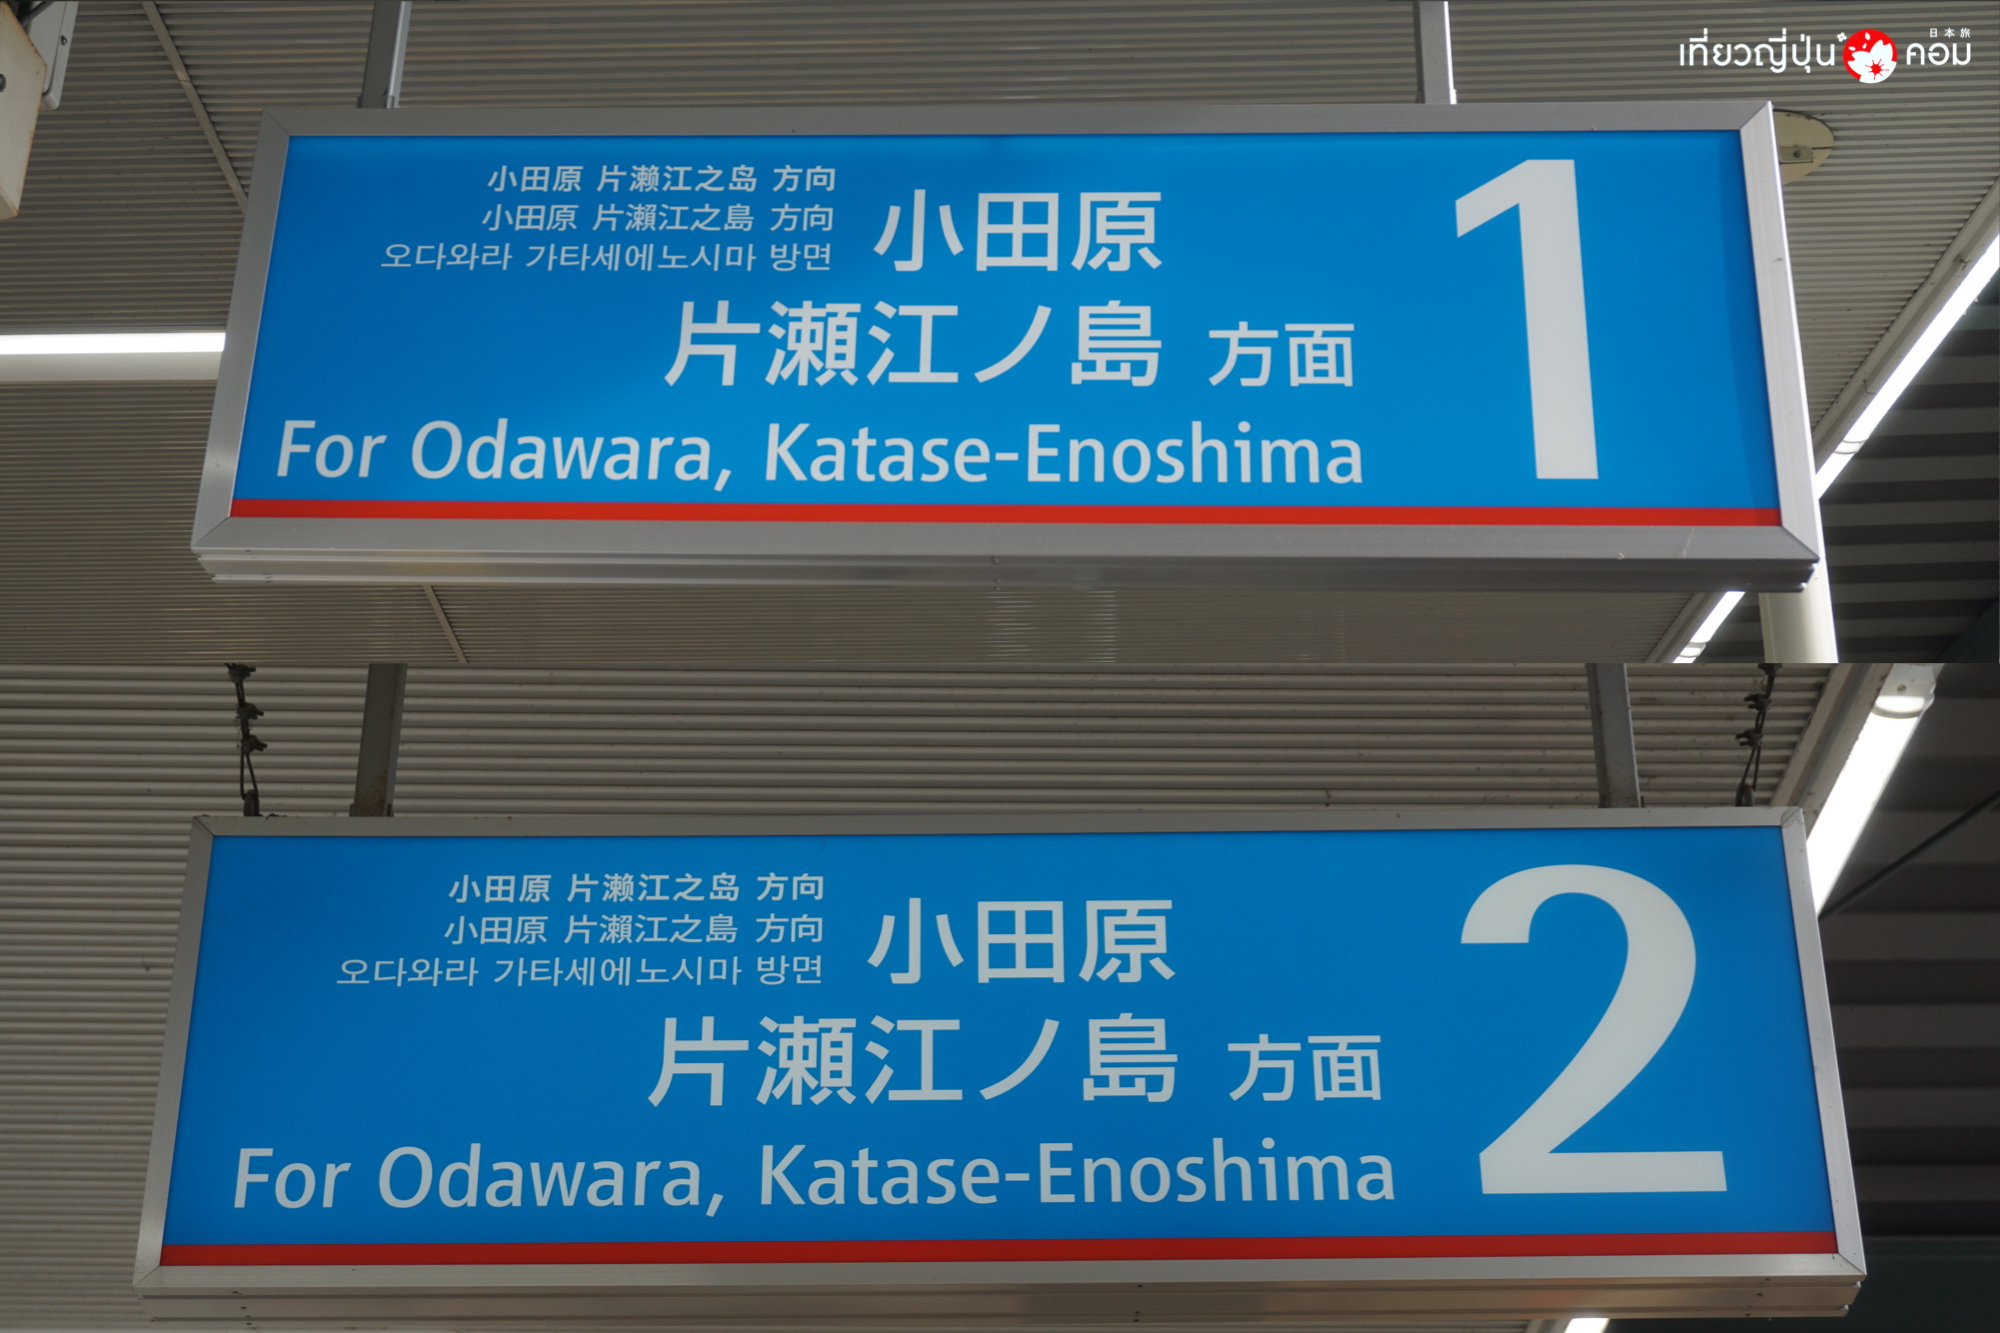 เที่ยวญี่ปุ่น คอม
日本旅
小田原 片濑江之岛 方向
小田原 片瀨江之島 方向
오다와라 가타세에노시마 방면
小田原
片瀬江ノ島 方面
For Odawara, Katase-Enoshima
1
小田原 片濑江之岛 方向
小田原 片瀨江之島 方向
오다와라 가타세에노시마 방면
小田原
片瀬江ノ島 方面
For Odawara, Katase-Enoshima
2